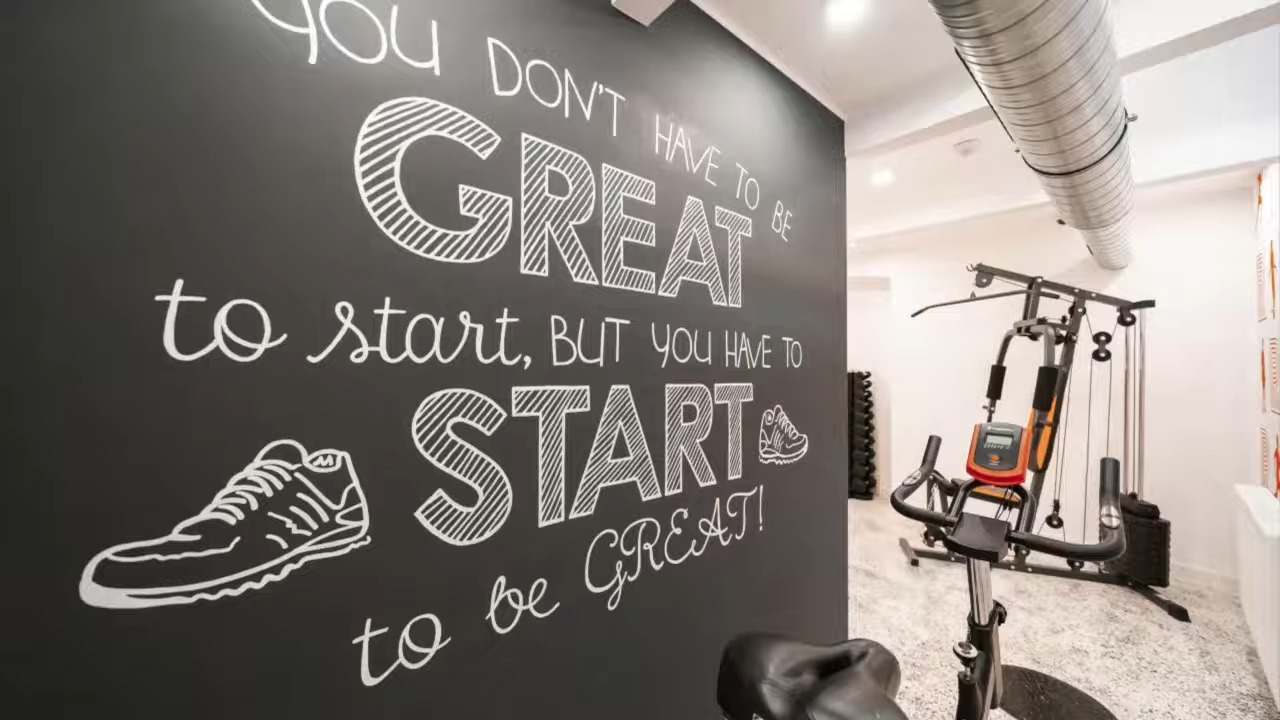 YOU DON'T HAVE TO BE
GREAT
to start, BUT YOU HAVE TO
START
to be GREAT!